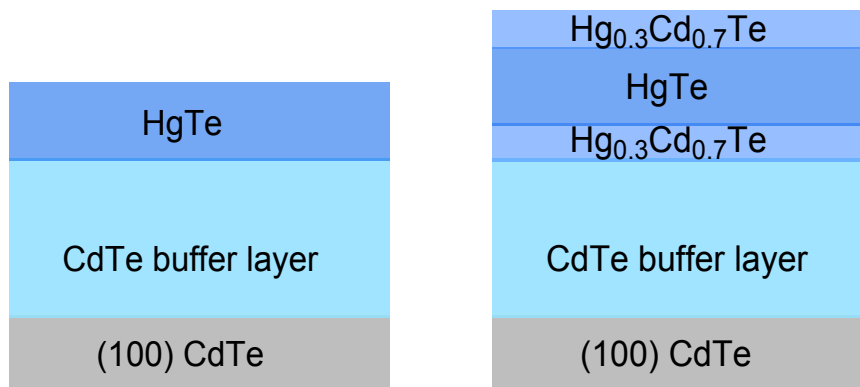 HgTe
CdTe buffer layer
(100) CdTe
Hg₀.₃Cd₀.₇Te
HgTe
Hg₀.₃Cd₀.₇Te
CdTe buffer layer
(100) CdTe